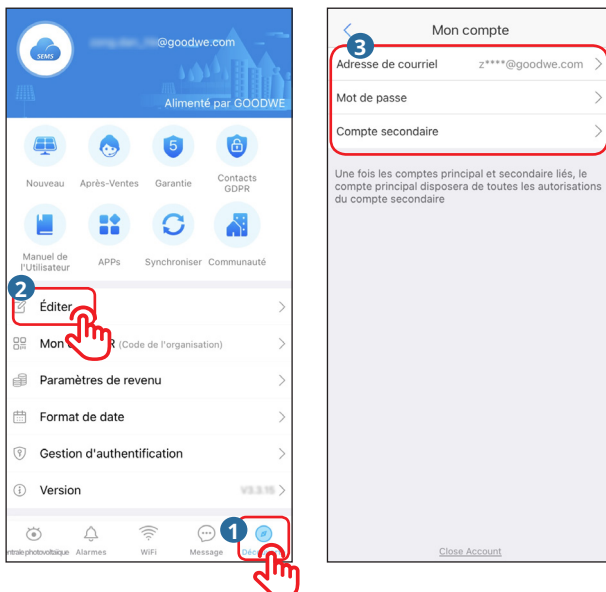 SEMS
@goodwe.com
Alimenté par GOODWE
5
Nouveau
Après-Ventes
Garantie
Contacts
GDPR
Manuel de
l'Utilisateur
APPs
Synchroniser
Communauté
2
Éditer
Mon R (Code de l'organisation)
Paramètres de revenu
Format de date
Gestion d'authentification
Version V3.3.15
ntrale photovoltaïque
Alarmes
WiFi
Message
1
Mon compte
3
Adresse de courriel z****@goodwe.com
Mot de passe
Compte secondaire
Une fois les comptes principal et secondaire liés, le
compte principal disposera de toutes les autorisations
du compte secondaire
Close Account